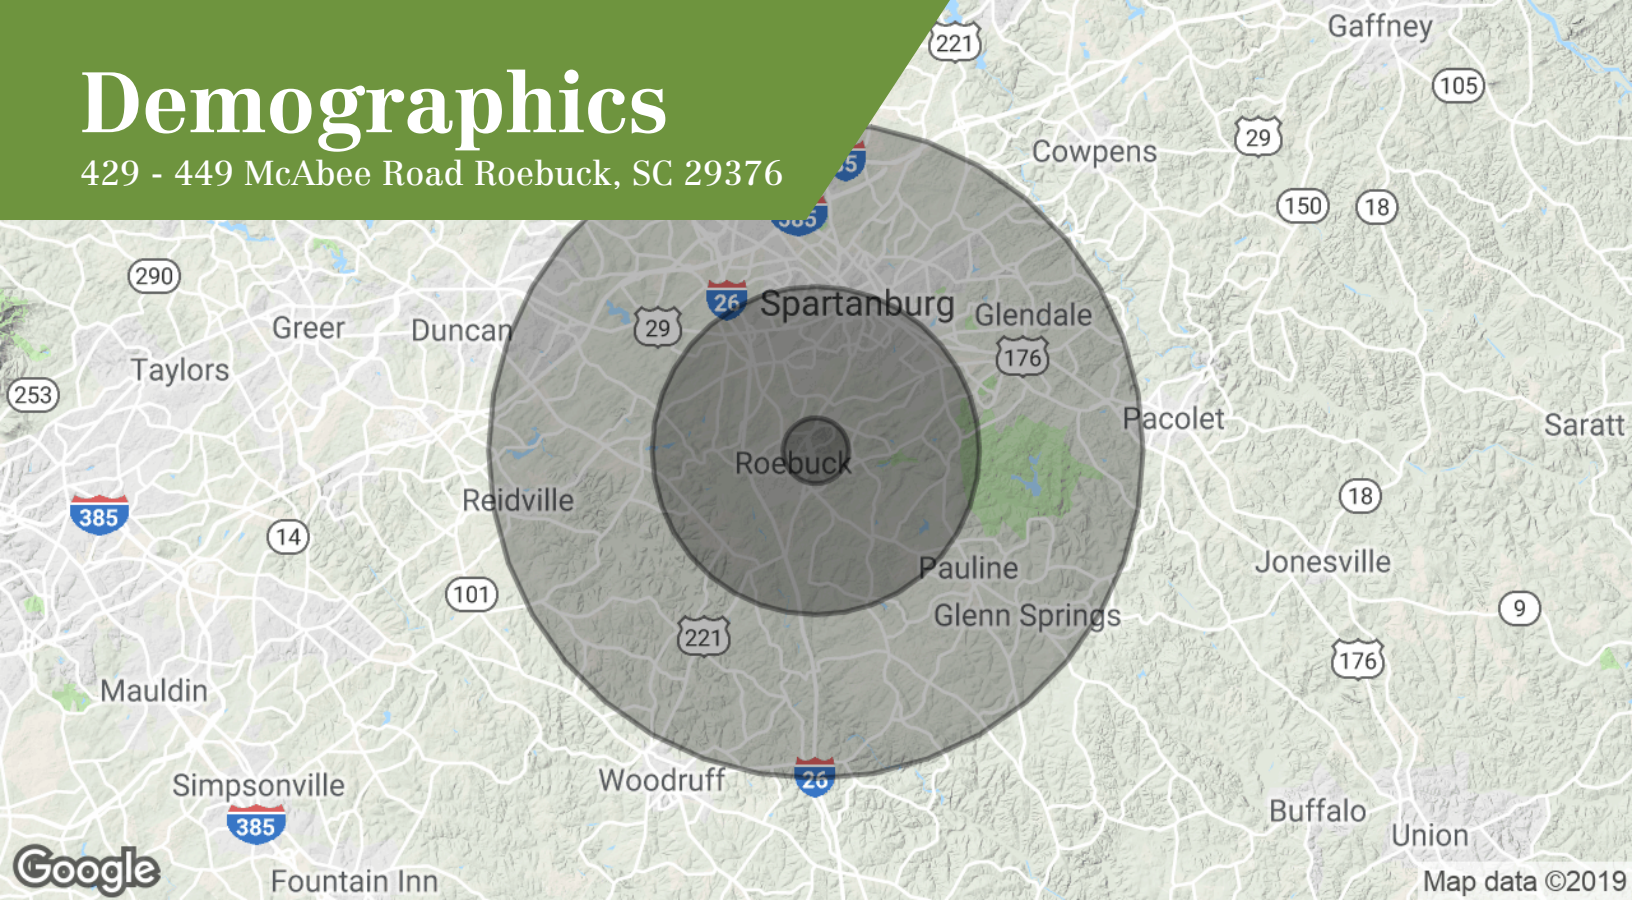 Demographics
429 - 449 McAbee Road Roebuck, SC 29376
221
Gaffney
105
29
Cowpens
150
18
290
26
Spartanburg
Glendale
29
176
Greer
Duncan
Taylors
253
Pacolet
Saratt
Roebuck
Reidville
385
18
14
Jonesville
Pauline
101
9
Glenn Springs
221
176
Mauldin
Simpsonville
Woodruff
26
385
Buffalo
Union
Google
Fountain Inn
Map data ©2019